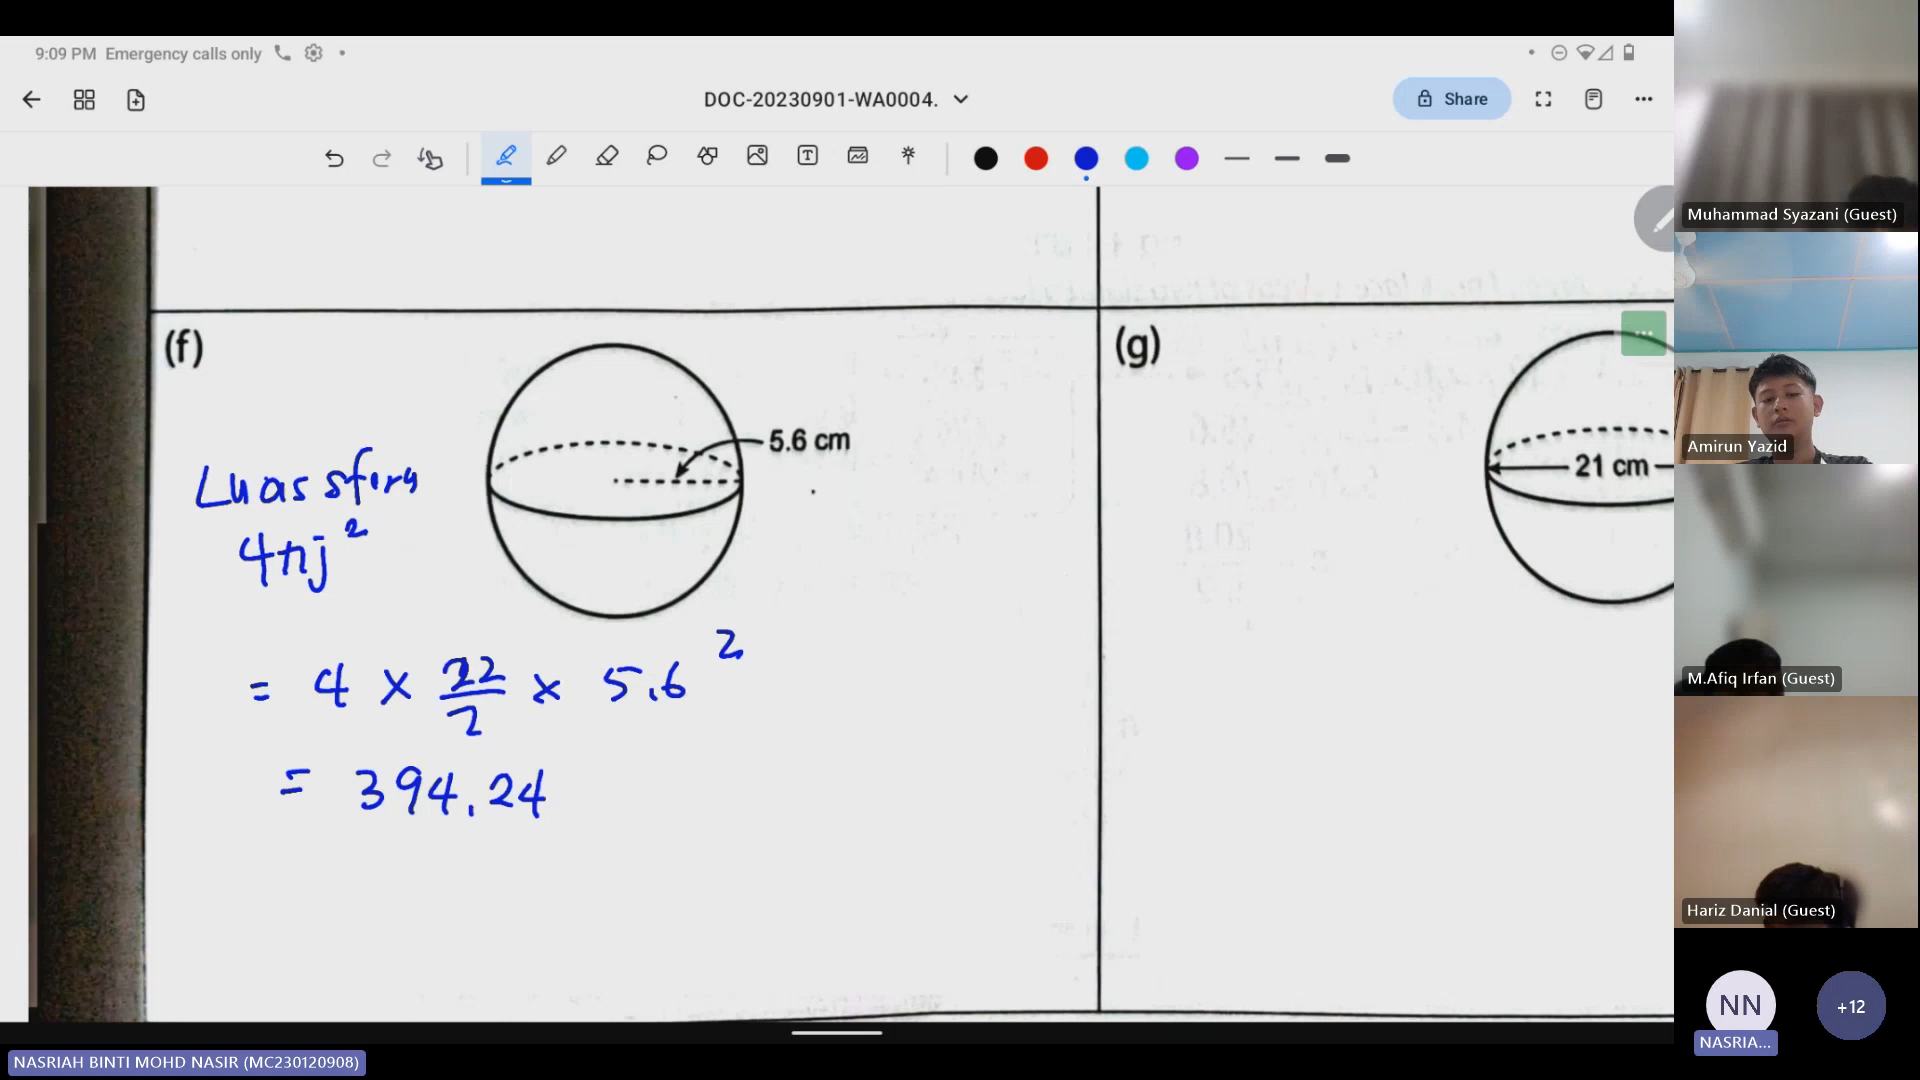 9:09 PM Emergency calls only
DOC-20230901-WA0004.
Share
(f)
5.6 cm
Luas sfera
4πj²
= 4 × 22/7 × 5.6²
= 394.24
(g)
21 cm
Muhammad Syazani (Guest)
Amirun Yazid
M.Afiq Irfan (Guest)
Hariz Danial (Guest)
NN
+12
NASRIA...
NASRIAH BINTI MOHD NASIR (MC230120908)